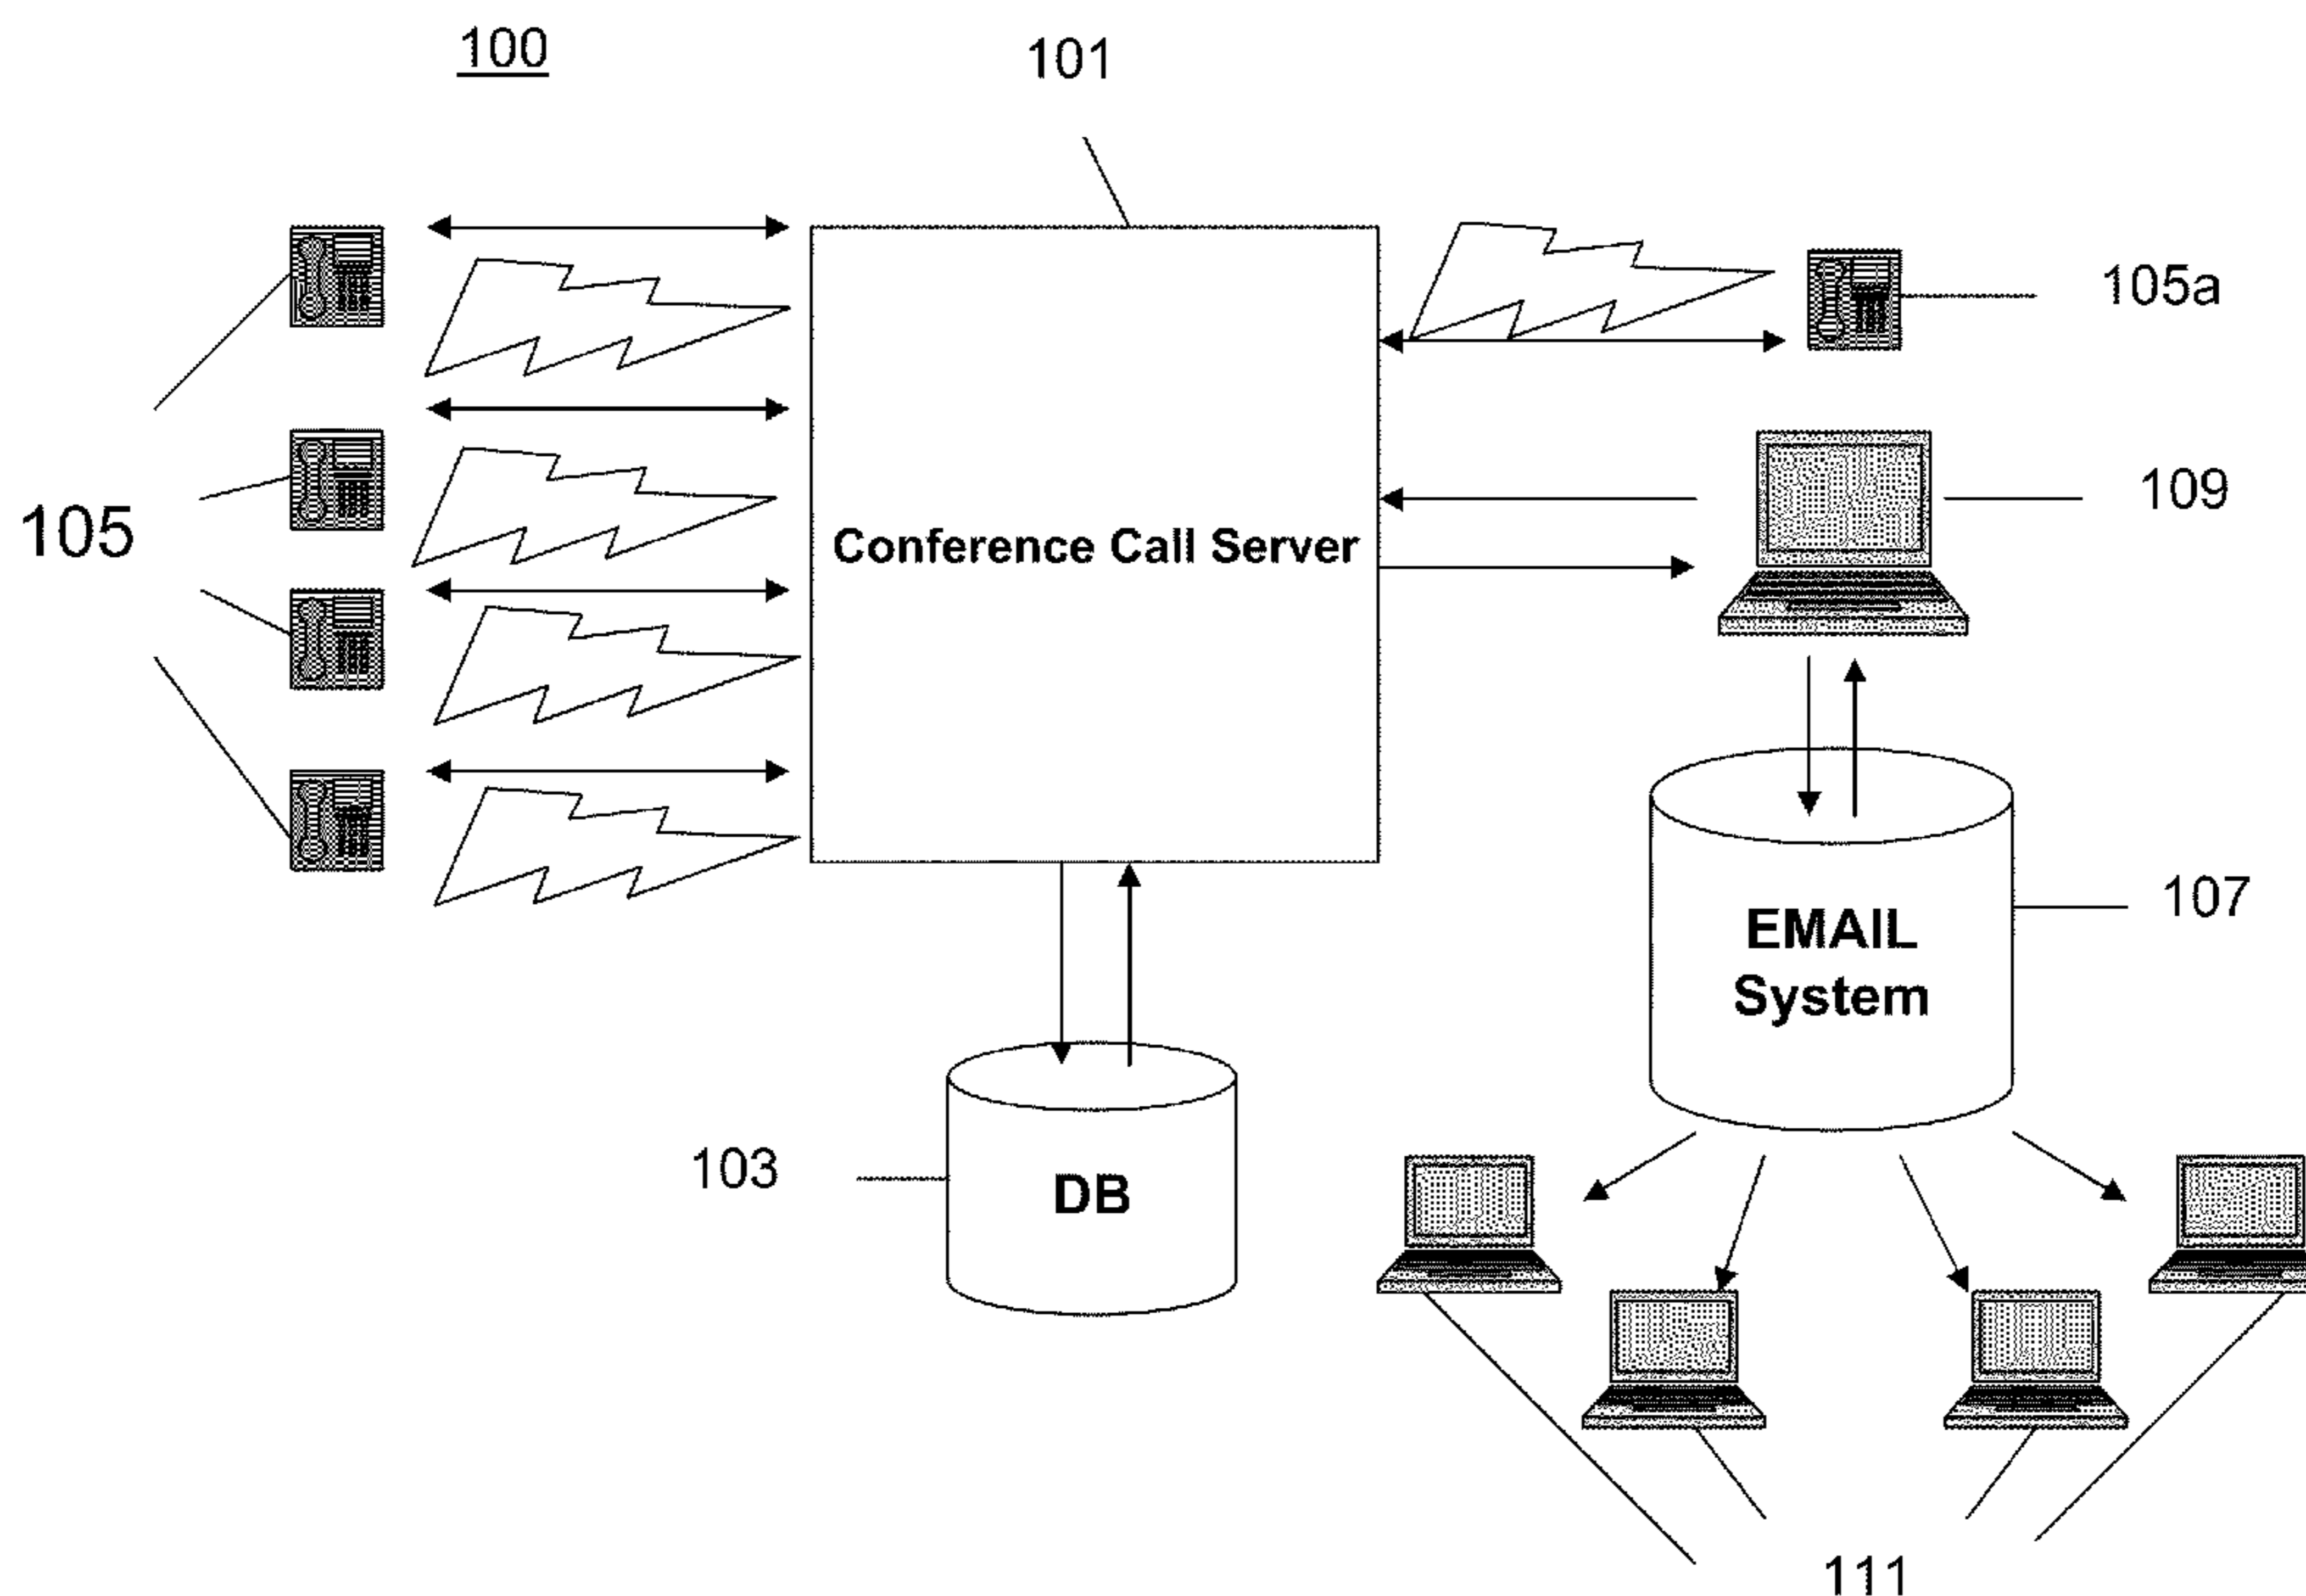 100
101
105a
109
105
Conference Call Server
107
EMAIL
System
103
DB
111